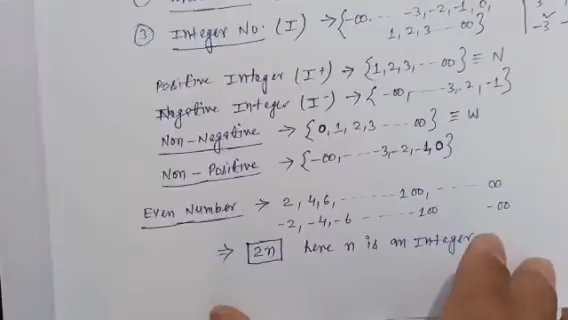 ③ Integer No. (I) → {-∞. . . -3,-2,-1,0,
1,2,3 ---- ∞}
-3
Positive Integer (I+) → {1,2,3, ---∞} ≡ N
Negative Integer (I-) → {-∞, ---- -3,-2,-1}
Non-Negative → {0,1,2,3 ---- ∞} ≡ W
Non-Positive → {-∞, - ---- -3,-2,-1,0}
Even Number → 2,4,6, -------100, ---- ∞
-2,-4,-6 -------100 -∞
⇒ 2n here n is an Integer